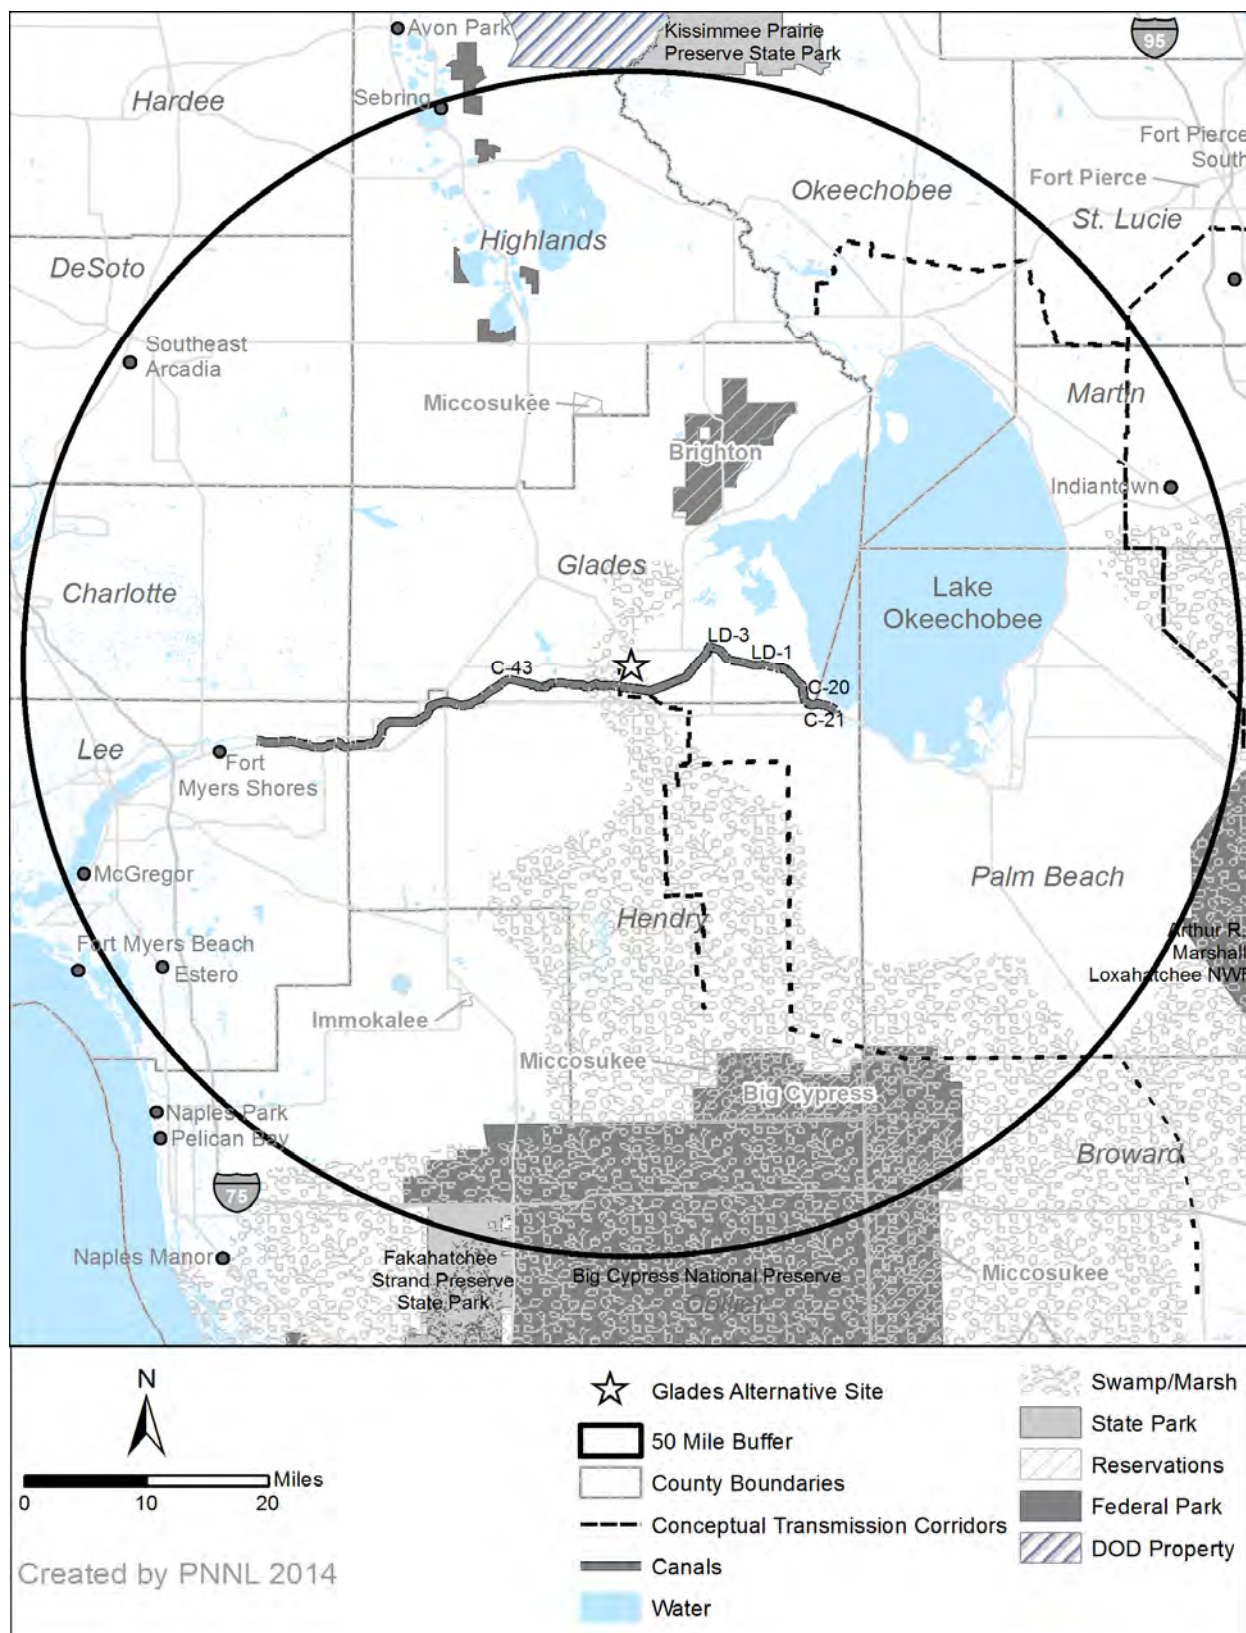 Avon Park
Kissimmee Prairie
Preserve State Park
95
Hardee
Sebring
Fort Pierce
South
Okeechobee
Fort Pierce
St. Lucie
Highlands
DeSoto
Southeast
Arcadia
Miccosukee
Martin
Brighton
Indiantown
Glades
Charlotte
Lake
Okeechobee
LD-3
LD-1
C-43
C-20
C-21
Lee
Fort
Myers Shores
McGregor
Palm Beach
Hendry
Arthur R.
Marshall
Loxahatchee NWR
Fort Myers Beach
Estero
Immokalee
Miccosukee
Big Cypress
Naples Park
Pelican Bay
Broward
75
Naples Manor
Fakahatchee
Strand Preserve
State Park
Big Cypress National Preserve
Miccosukee
Collier
N
Miles
0 10 20
Created by PNNL 2014
Glades Alternative Site
50 Mile Buffer
County Boundaries
Conceptual Transmission Corridors
Canals
Water
Swamp/Marsh
State Park
Reservations
Federal Park
DOD Property